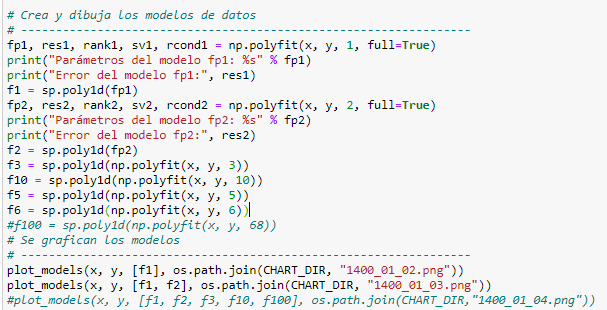 # Crea y dibuja los modelos de datos
# -----------------------------------------------------------------
fp1, res1, rank1, sv1, rcond1 = np.polyfit(x, y, 1, full=True)
print("Parámetros del modelo fp1: %s" % fp1)
print("Error del modelo fp1:", res1)
f1 = sp.poly1d(fp1)
fp2, res2, rank2, sv2, rcond2 = np.polyfit(x, y, 2, full=True)
print("Parámetros del modelo fp2: %s" % fp2)
print("Error del modelo fp2:", res2)
f2 = sp.poly1d(fp2)
f3 = sp.poly1d(np.polyfit(x, y, 3))
f10 = sp.poly1d(np.polyfit(x, y, 10))
f5 = sp.poly1d(np.polyfit(x, y, 5))
f6 = sp.poly1d(np.polyfit(x, y, 6))
#f100 = sp.poly1d(np.polyfit(x, y, 68))
# Se grafican los modelos
# -----------------------------------------------------------------
plot_models(x, y, [f1], os.path.join(CHART_DIR, "1400_01_02.png"))
plot_models(x, y, [f1, f2], os.path.join(CHART_DIR, "1400_01_03.png"))
#plot_models(x, y, [f1, f2, f3, f10, f100], os.path.join(CHART_DIR,"1400_01_04.png"))